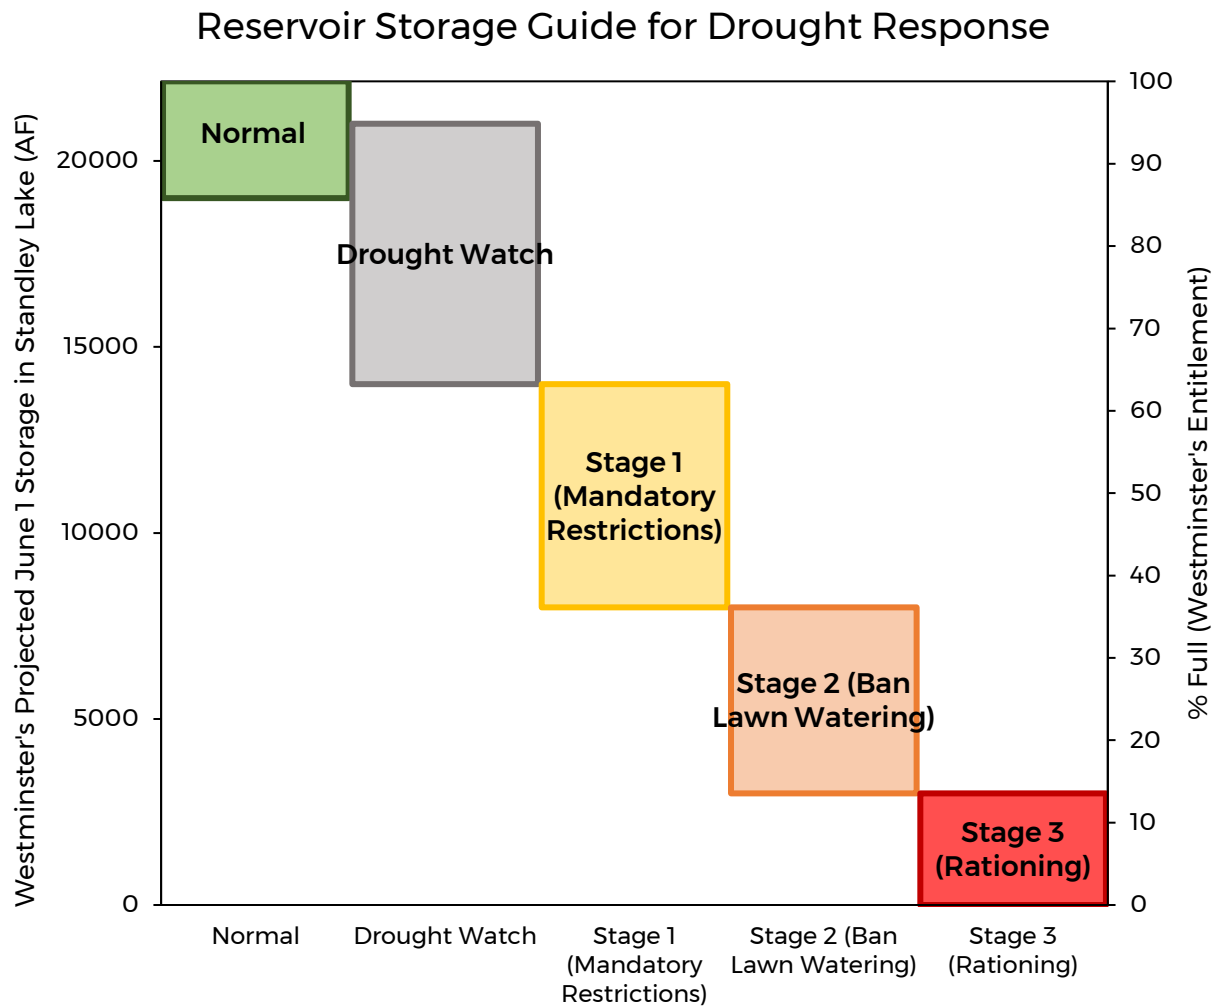 Reservoir Storage Guide for Drought Response
Westminster's Projected June 1 Storage in Standley Lake (AF)
20000
15000
10000
5000
0
Normal
Drought Watch
Stage 1
(Mandatory
Restrictions)
Stage 2 (Ban
Lawn Watering)
Stage 3
(Rationing)
100
90
80
70
60
50
40
30
20
10
0
% Full (Westminster's Entitlement)
Normal
Drought Watch
Stage 1
(Mandatory
Restrictions)
Stage 2 (Ban
Lawn Watering)
Stage 3
(Rationing)